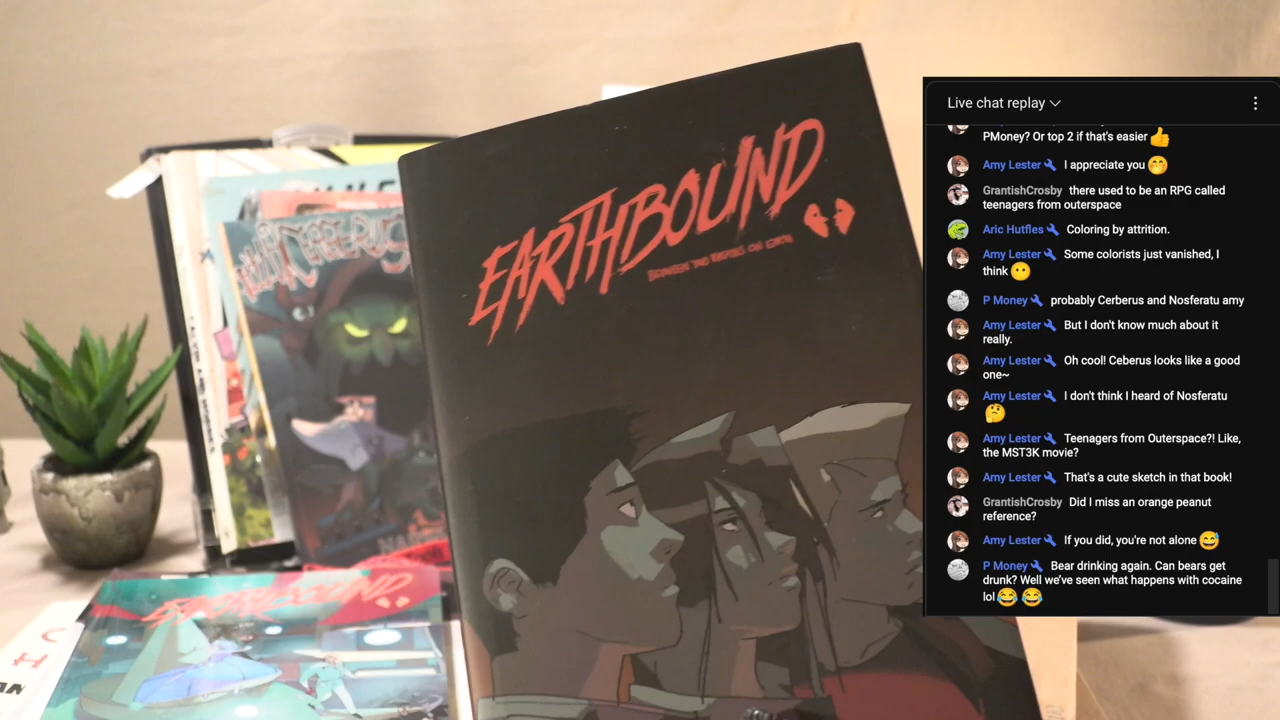 EARTHBOUND
BETWEEN TWO EMPIRES ON EARTH
CERBERUS
EARTHBOUND
Live chat replay
PMoney? Or top 2 if that's easier 👍
Amy Lester I appreciate you 🤭
GrantishCrosby there used to be an RPG called
teenagers from outerspace
Aric Hutfles Coloring by attrition.
Amy Lester Some colorists just vanished, I
think 😶
P Money probably Cerberus and Nosferatu amy
Amy Lester But I don't know much about it
really.
Amy Lester Oh cool! Ceberus looks like a good
one~
Amy Lester I don't think I heard of Nosferatu
🤔
Amy Lester Teenagers from Outerspace?! Like,
the MST3K movie?
Amy Lester That's a cute sketch in that book!
GrantishCrosby Did I miss an orange peanut
reference?
Amy Lester If you did, you're not alone 😅
P Money Bear drinking again. Can bears get
drunk? Well we've seen what happens with cocaine
lol😂 😂